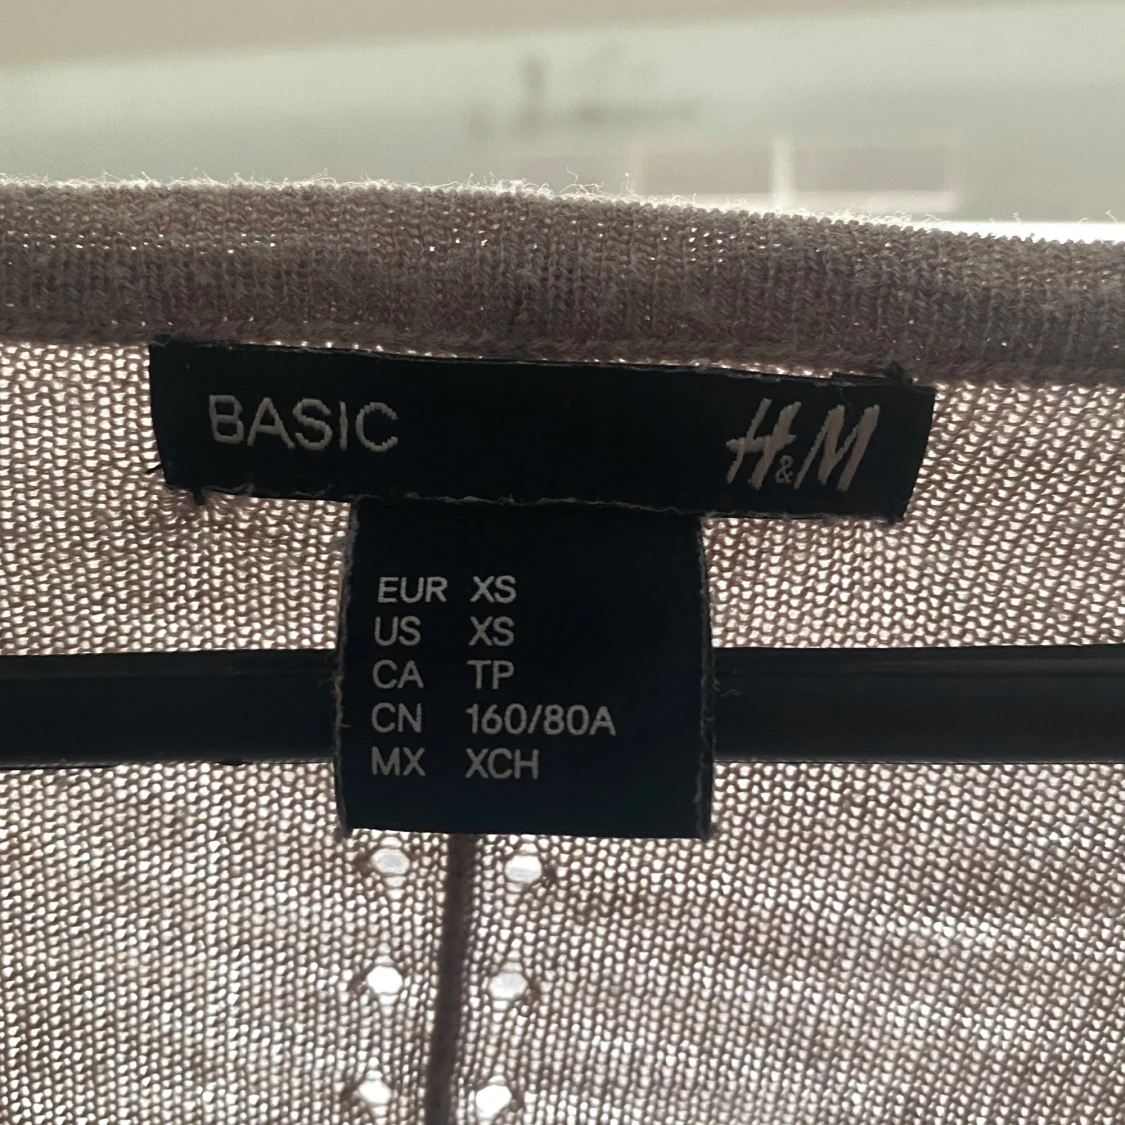 BASIC H&M
EUR XS
US XS
CA TP
CN 160/80A
MX XCH